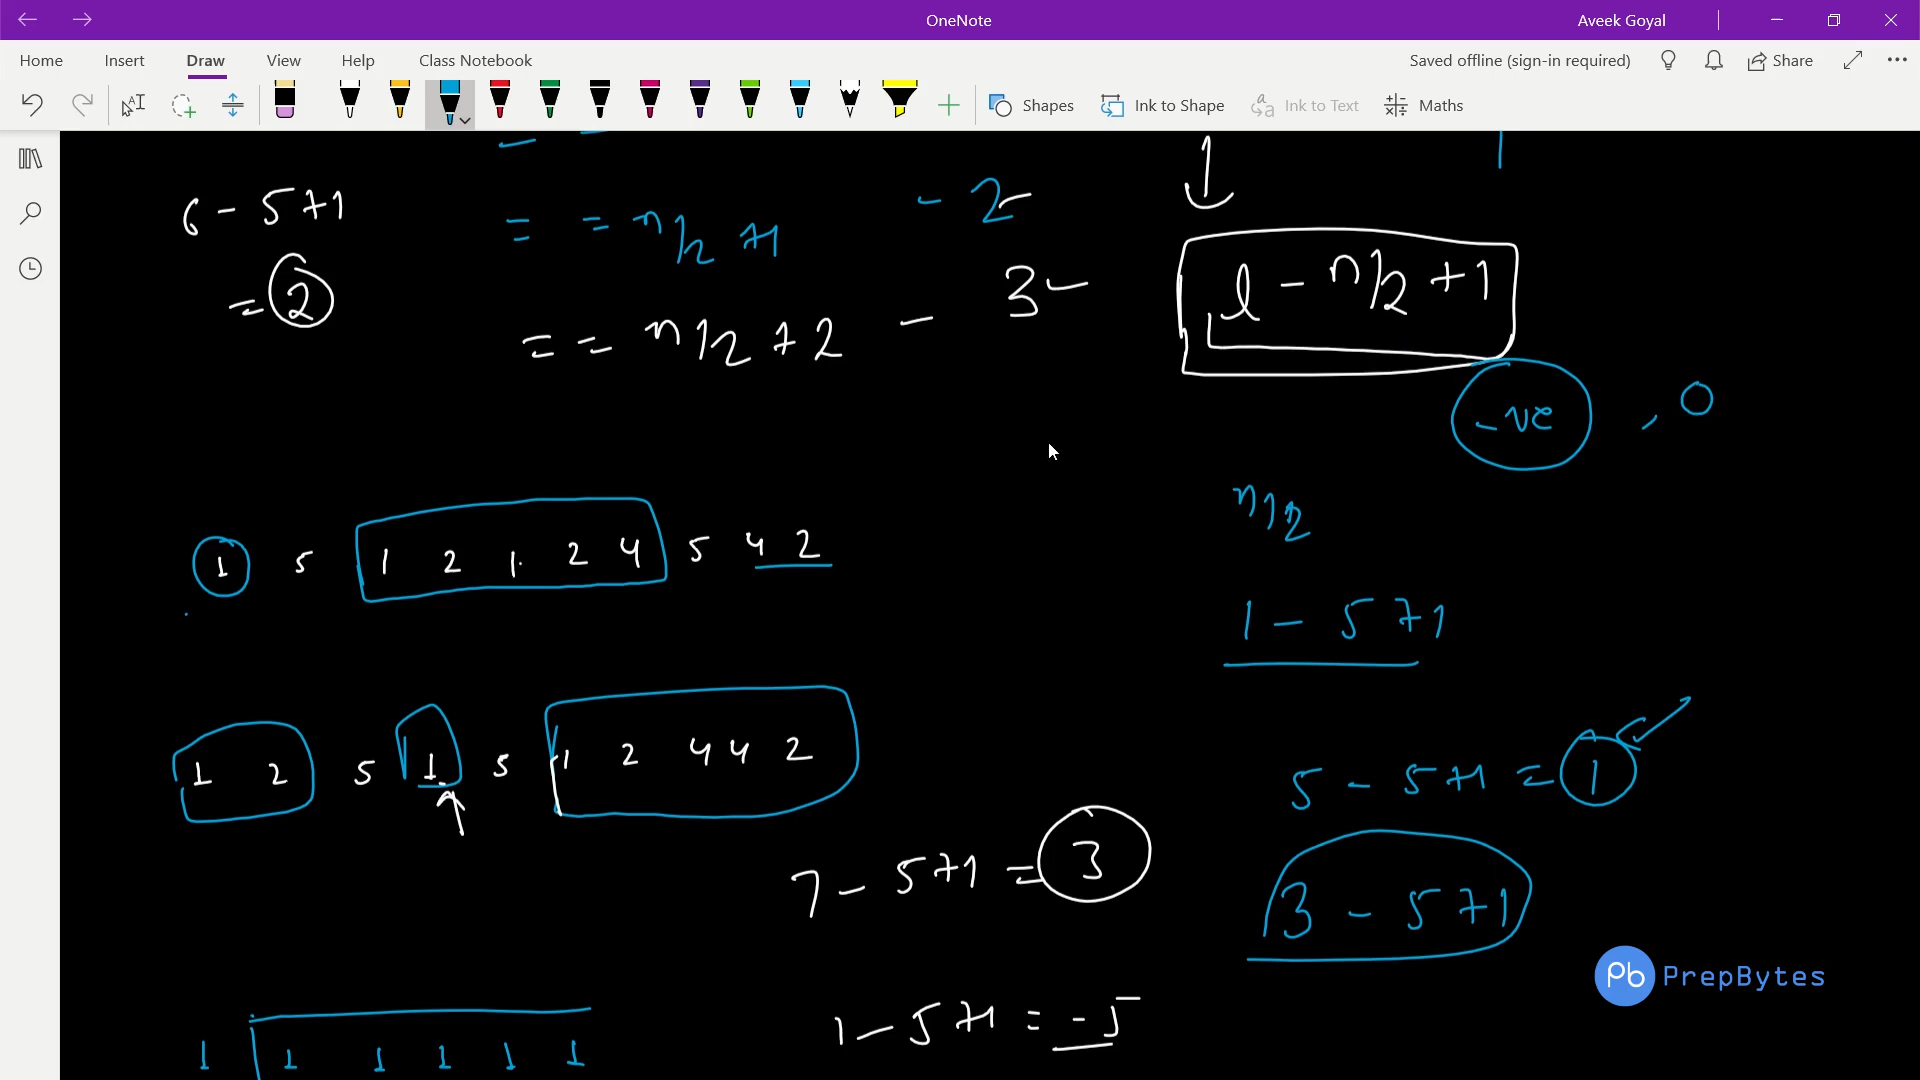 OneNote
Aveek Goyal
Home Insert Draw View Help Class Notebook
Saved offline (sign-in required) Share
Shapes Ink to Shape Ink to Text Maths
6 - 5+1
= 2
= = n/2 +1 - 2
= = n/2 + 2 - 3
l - n/2 + 1
-ve , 0
n/2
1 5 1 2 1 2 4 5 4 2
1 - 5+1
1 2 5 1 5 1 2 4 4 2
5 - 5+1 = 1
7 - 5+1 = 3
3 - 5+1
Pb PrepBytes
1 - 5+1 = -5
1 1 1 1 1 1